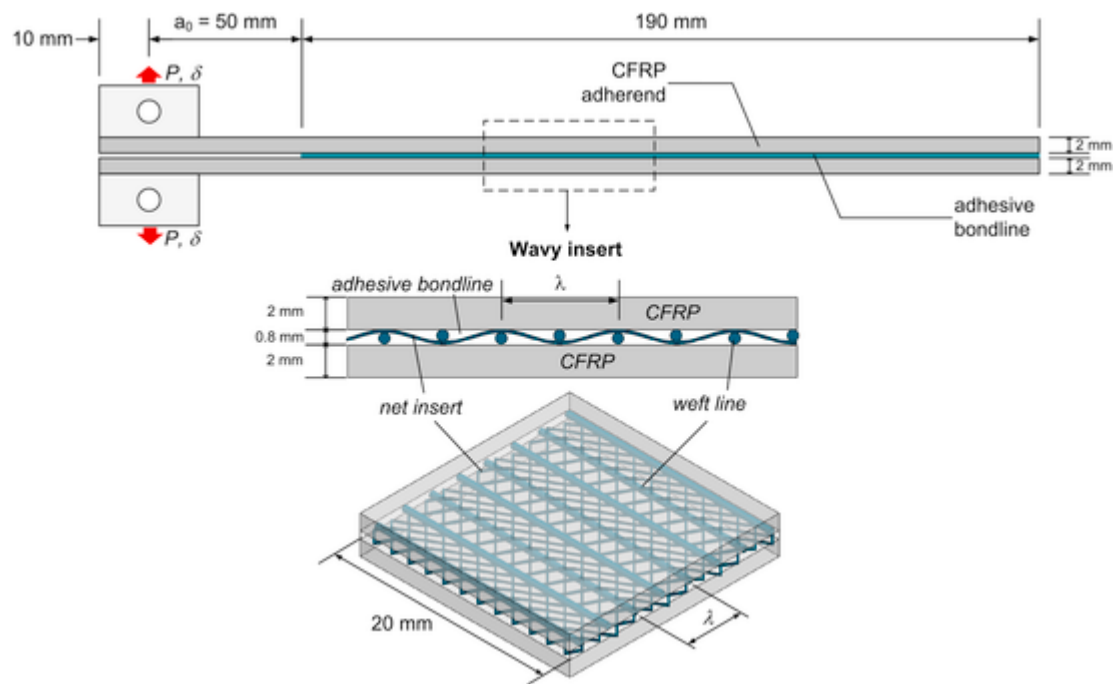 a₀ = 50 mm
190 mm
10 mm
P, δ
CFRP
adherend
2 mm
2 mm
adhesive
bondline
P, δ
Wavy insert
adhesive bondline
λ
2 mm
CFRP
0.8 mm
2 mm
CFRP
net insert
weft line
20 mm
λ